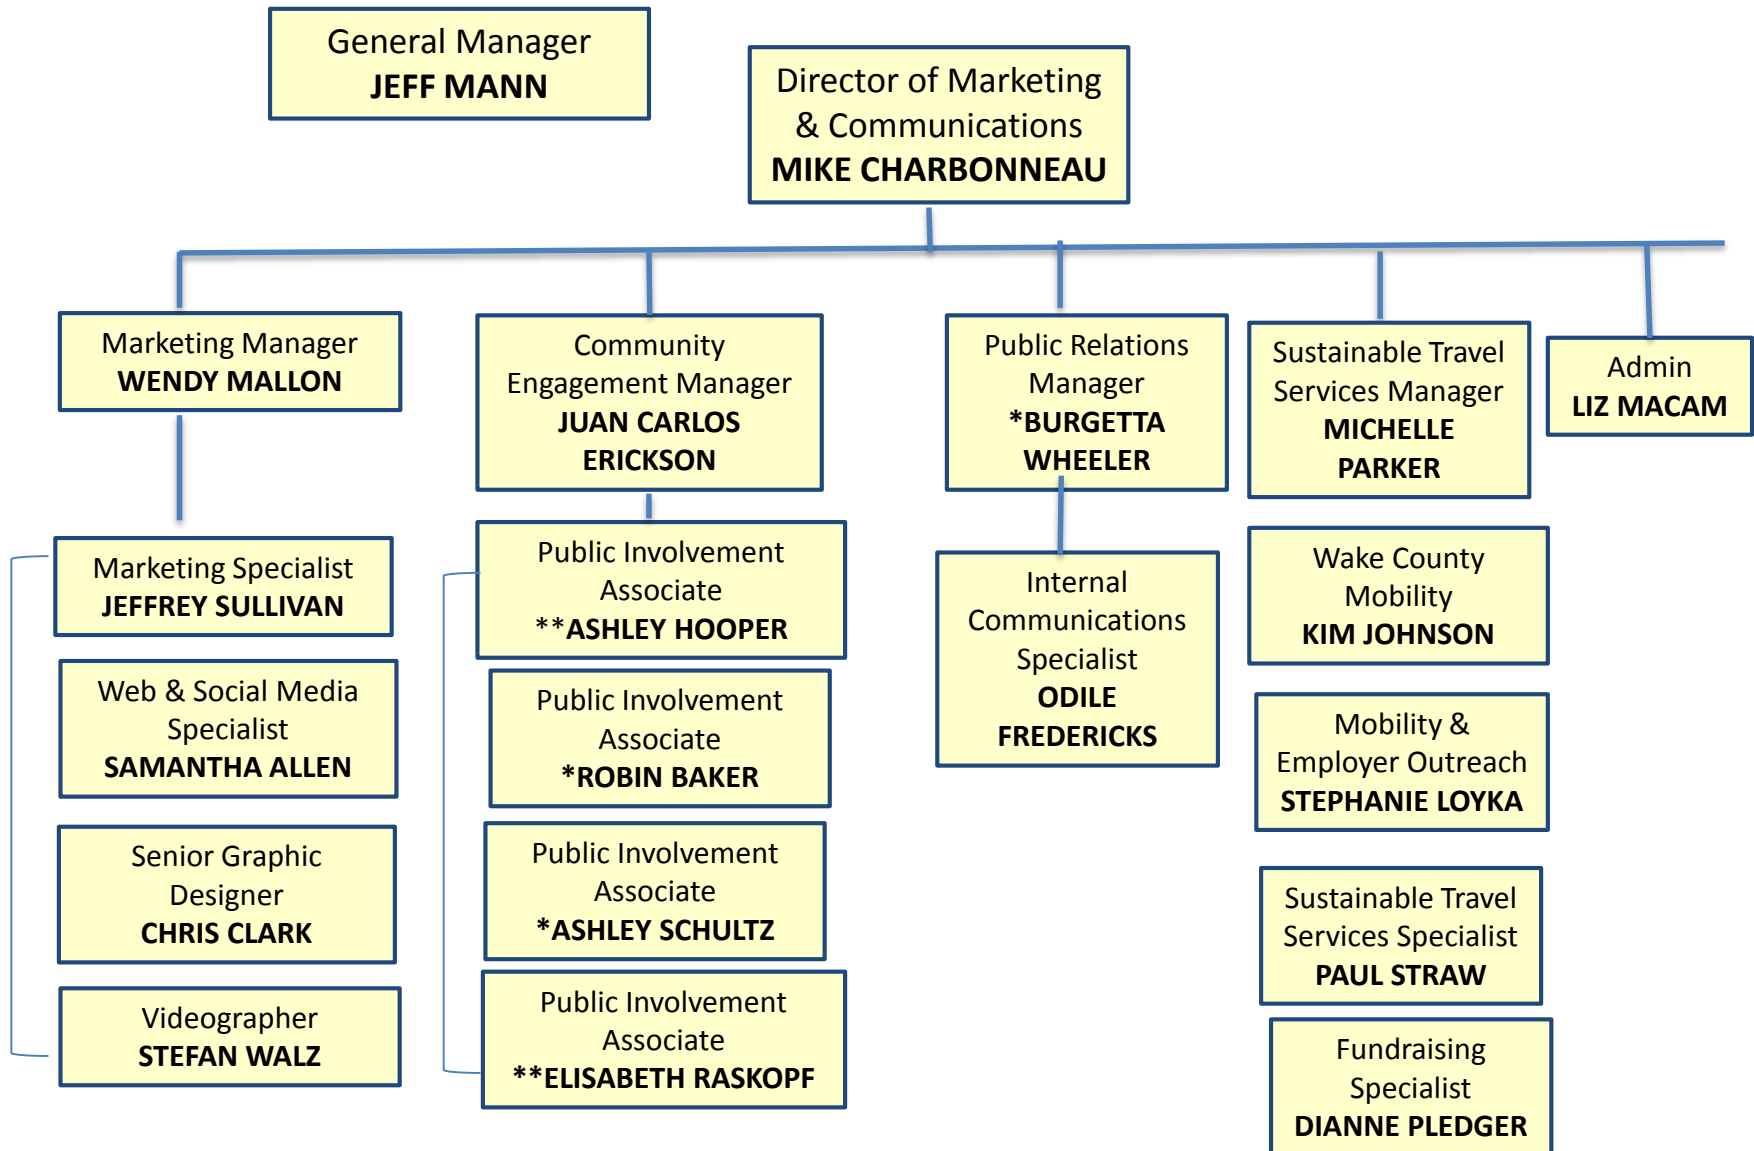 General Manager
JEFF MANN
Director of Marketing
& Communications
MIKE CHARBONNEAU
Marketing Manager
WENDY MALLON
Community
Engagement Manager
JUAN CARLOS
ERICKSON
Public Relations
Manager
*BURGETTA
WHEELER
Sustainable Travel
Services Manager
MICHELLE
PARKER
Admin
LIZ MACAM
Marketing Specialist
JEFFREY SULLIVAN
Web & Social Media
Specialist
SAMANTHA ALLEN
Senior Graphic
Designer
CHRIS CLARK
Videographer
STEFAN WALZ
Public Involvement
Associate
**ASHLEY HOOPER
Public Involvement
Associate
*ROBIN BAKER
Public Involvement
Associate
*ASHLEY SCHULTZ
Public Involvement
Associate
**ELISABETH RASKOPF
Internal
Communications
Specialist
ODILE
FREDERICKS
Wake County
Mobility
KIM JOHNSON
Mobility &
Employer Outreach
STEPHANIE LOYKA
Sustainable Travel
Services Specialist
PAUL STRAW
Fundraising
Specialist
DIANNE PLEDGER